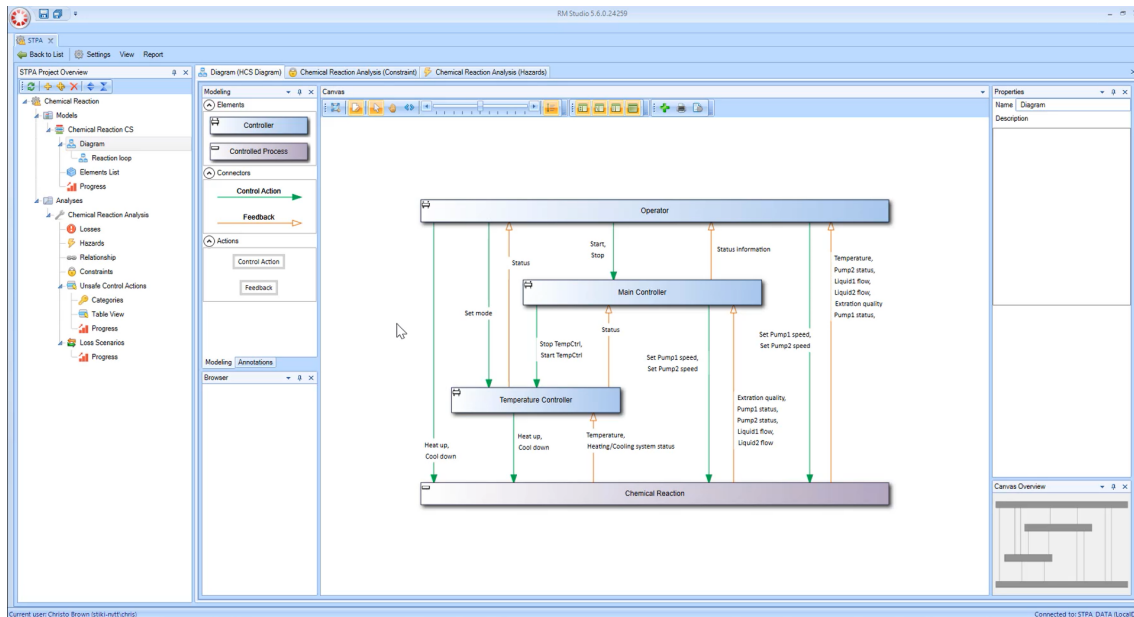 RM Studio 5.6.0.24259
STPA
Back to List Settings View Report
STPA Project Overview
Chemical Reaction
Models
Chemical Reaction CS
Diagram
Reaction loop
Elements List
Progress
Analyses
Chemical Reaction Analysis
Losses
Hazards
Relationship
Constraints
Unsafe Control Actions
Categories
Table View
Progress
Loss Scenarios
Progress
Diagram (HCS Diagram) Chemical Reaction Analysis (Constraint) Chemical Reaction Analysis (Hazards)
Modeling
Elements
Controller
Controlled Process
Connectors
Control Action
Feedback
Actions
Control Action
Feedback
Modeling Annotations
Browser
Canvas
Operator
Start,
Stop
Status information
Status
Temperature,
Pump2 status,
Liquid1 flow,
Liquid2 flow,
Extration quality
Pump1 status,
Main Controller
Set mode
Status
Stop TempCtrl,
Start TempCtrl
Set Pump1 speed,
Set Pump2 speed
Set Pump1 speed,
Set Pump2 speed
Temperature Controller
Extration quality,
Pump1 status,
Pump2 status,
Liquid1 flow,
Liquid2 flow
Heat up,
Cool down
Heat up,
Cool down
Temperature,
Heating/Cooling system status
Chemical Reaction
Properties
Name Diagram
Description
Canvas Overview
Current user: Christo Brown (stiki-nytt\chris)
Connected to: STPA_DATA (LocalD